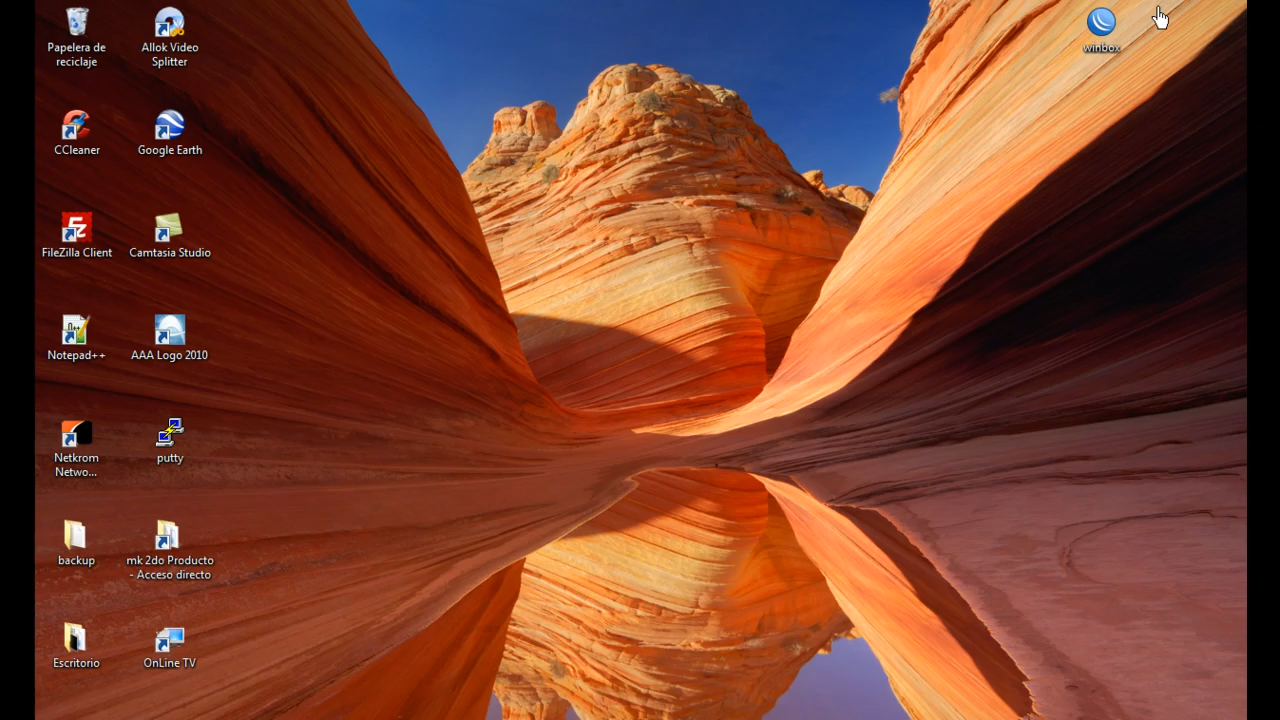 Papelera de
reciclaje
Allok Video
Splitter
winbox
CCleaner
Google Earth
FileZilla Client
Camtasia Studio
Notepad++
AAA Logo 2010
Netkrom
Netwo...
putty
backup
mk 2do Producto
- Acceso directo
Escritorio
OnLine TV